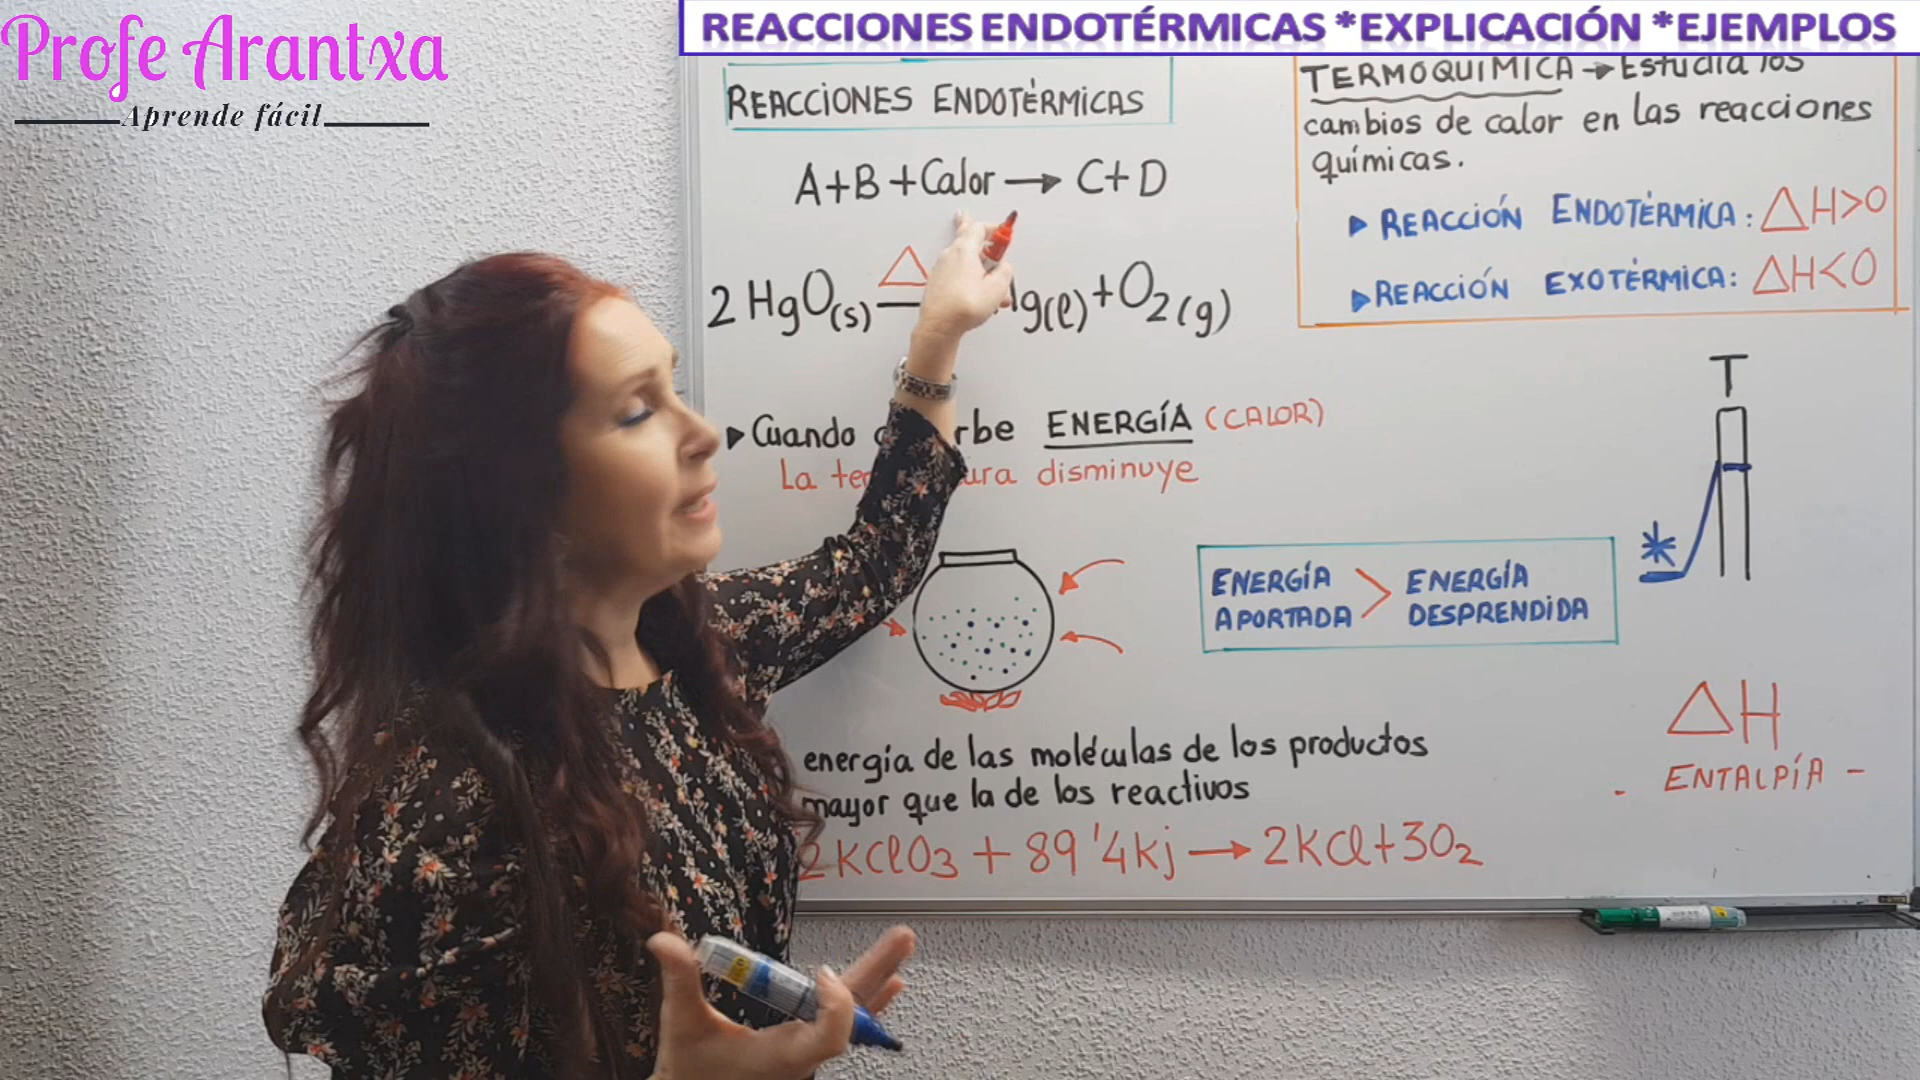 Profe Arantxa
Aprende fácil
REACCIONES ENDOTÉRMICAS *EXPLICACIÓN *EJEMPLOS
REACCIONES ENDOTÉRMICAS
A+B+Calor → C+D
2 HgO(s) △ g(l)+O2(g)
▶ Cuando rbe ENERGÍA (CALOR)
La te ura disminuye
energía de las moléculas de los productos
mayor que la de los reactivos
2KClO3 + 89'4kj → 2KCl+3O2
TERMOQUÍMICA → Estudia los
cambios de calor en las reacciones
químicas.
▶ REACCIÓN ENDOTÉRMICA: △H>0
▶ REACCIÓN EXOTÉRMICA: △H<0
T
*
ENERGÍA APORTADA > ENERGÍA DESPRENDIDA
△H
- ENTALPÍA -